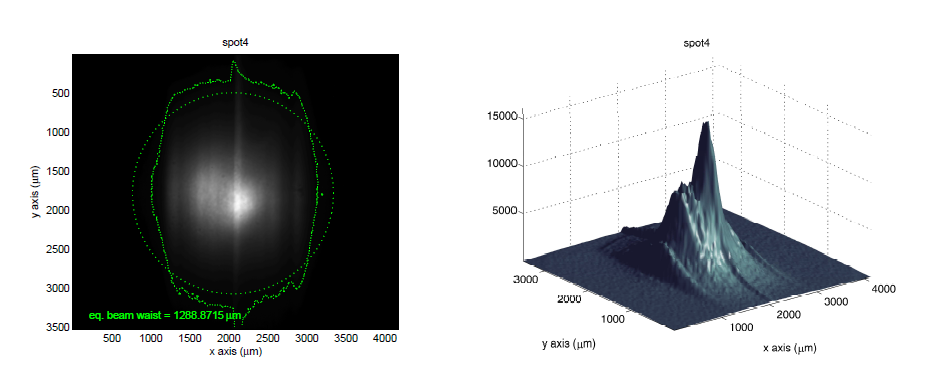 spot4
500
1000
1500
2000
2500
3000
3500
y axis (μm)
eq. beam waist = 1288.8715 μm
500 1000 1500 2000 2500 3000 3500 4000
x axis (μm)
spot4
15000
10000
5000
3000
2000
1000
y axis (μm)
1000
2000
3000
4000
x axis (μm)